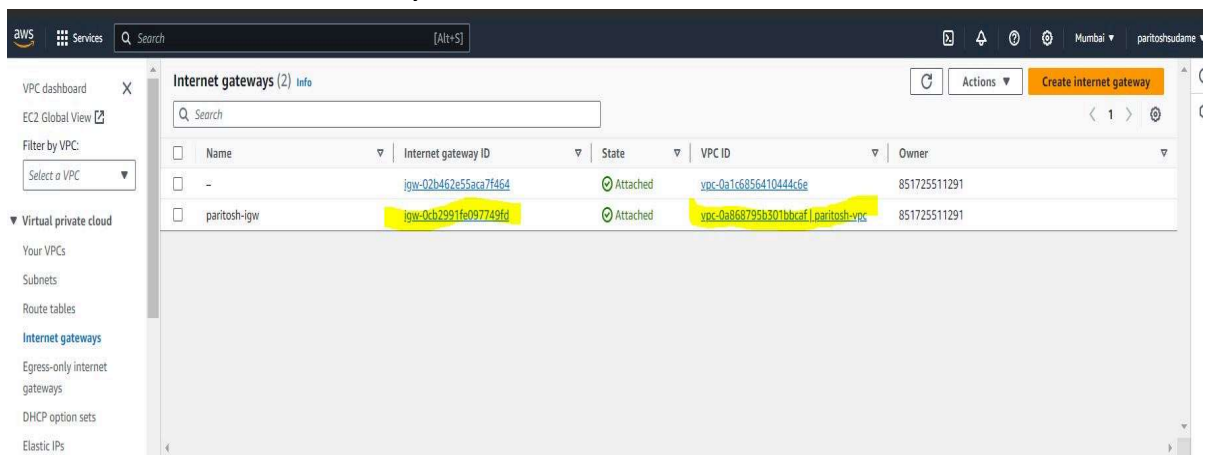 aws Services Search [Alt+S] Mumbai paritoshsudame
VPC dashboard X
EC2 Global View
Filter by VPC:
Select a VPC
Virtual private cloud
Your VPCs
Subnets
Route tables
Internet gateways
Egress-only internet
gateways
DHCP option sets
Elastic IPs
Internet gateways (2) Info
Actions Create internet gateway
Search
1
Name Internet gateway ID State VPC ID Owner
– igw-02b462e55aca7f464 Attached vpc-0a1c6856410444c6e 851725511291
paritosh-igw igw-0cb2991fe097749fd Attached vpc-0a868795b301bbcaf | paritosh-vpc 851725511291